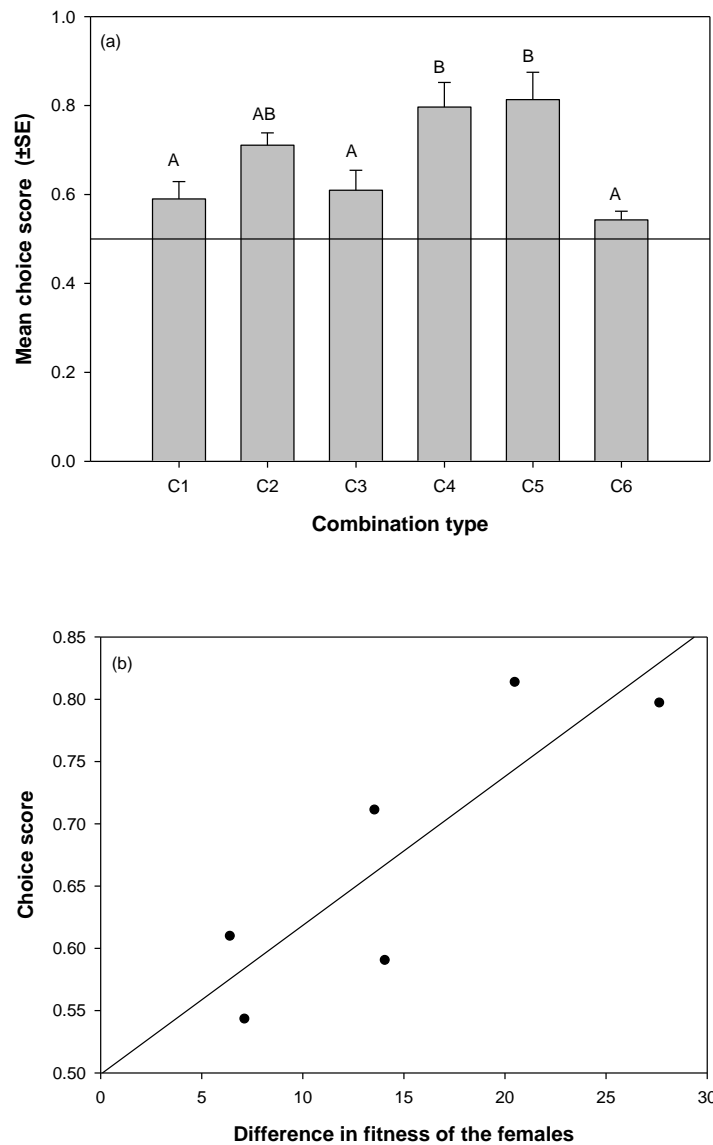 1.0
(a)
B
B
0.8
AB
A
A
0.6
A
0.4
0.2
0.0
Mean choice score (±SE)
C1 C2 C3 C4 C5 C6
Combination type
0.85
(b)
0.80
0.75
0.70
0.65
0.60
0.55
0.50
Choice score
0 5 10 15 20 25 30
Difference in fitness of the females